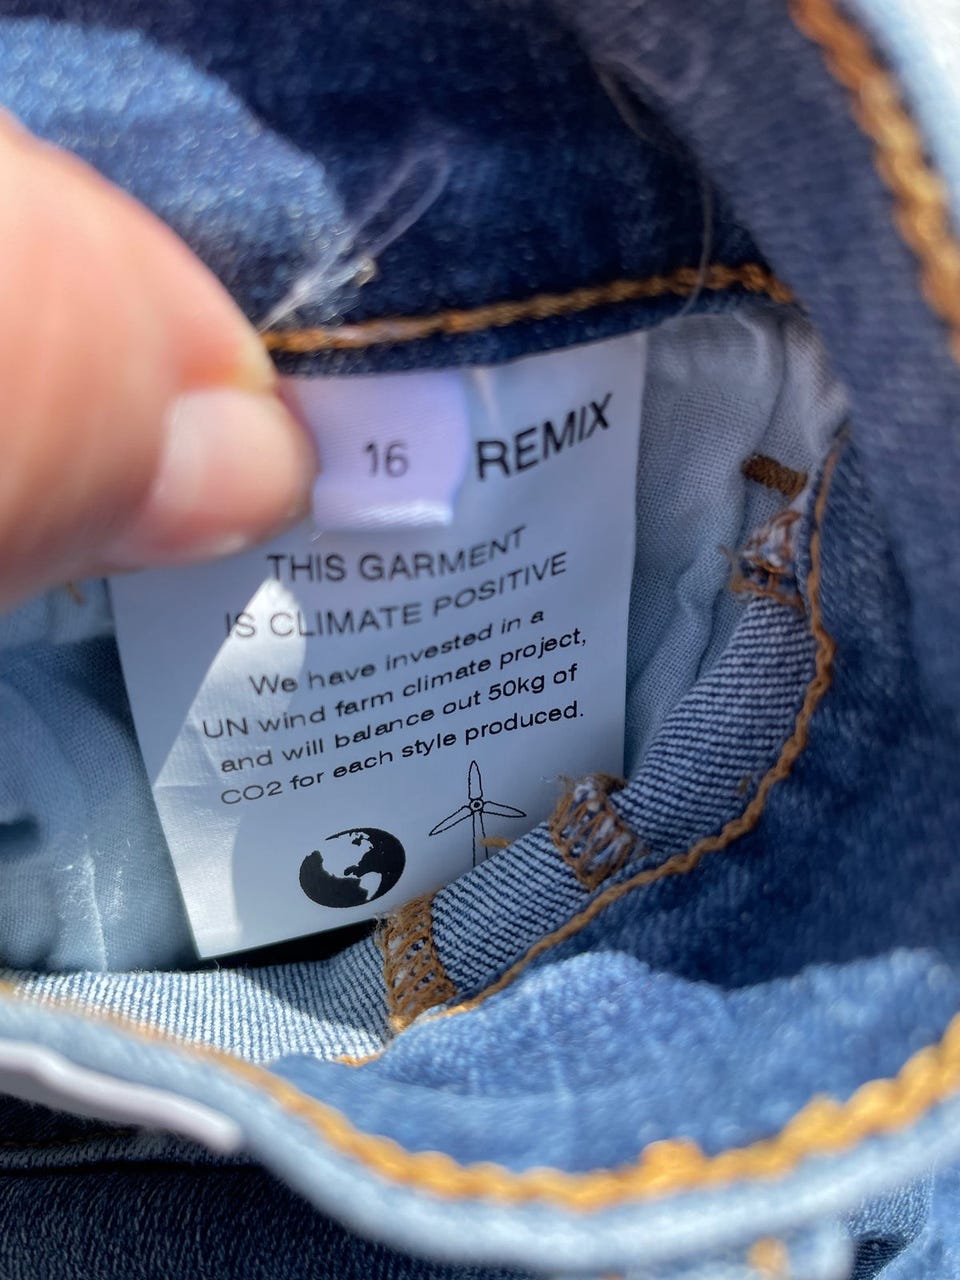 16
REMIX
THIS GARMENT
IS CLIMATE POSITIVE
We have invested in a
UN wind farm climate project,
and will balance out 50kg of
CO2 for each style produced.